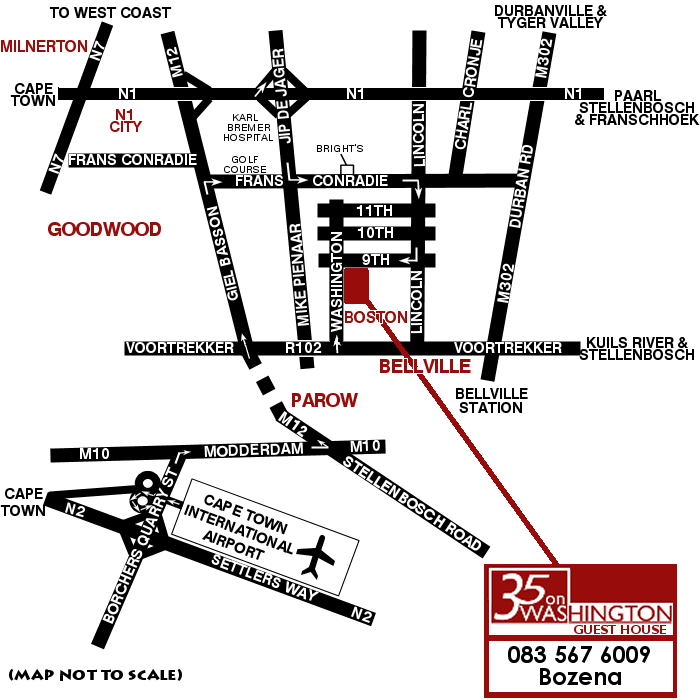 TO WEST COAST
DURBANVILLE &
TYGER VALLEY
MILNERTON
N7
M12
JIP DE JAGER
LINCOLN
CHARL CRONJE
M302
CAPE
TOWN
N1
N1
N1
PAARL
STELLENBOSCH
& FRANSCHHOEK
N1
CITY
KARL
BREMER
HOSPITAL
BRIGHT'S
GOLF
COURSE
FRANS CONRADIE
N7
FRANS
CONRADIE
DURBAN RD
11TH
10TH
9TH
GOODWOOD
GIEL BASSON
MIKE PIENAAR
WASHINGTON
LINCOLN
M302
BOSTON
VOORTREKKER
R102
VOORTREKKER
KUILS RIVER &
STELLENBOSCH
BELLVILLE
BELLVILLE
STATION
PAROW
M12
M10
MODDERDAM
M10
STELLENBOSCH ROAD
CAPE
TOWN
N2
BORCHERS QUARRY ST
CAPE TOWN
INTERNATIONAL
AIRPORT
SETTLERS WAY
N2
35 on
WASHINGTON
GUEST HOUSE
083 567 6009
Bozena
(MAP NOT TO SCALE)